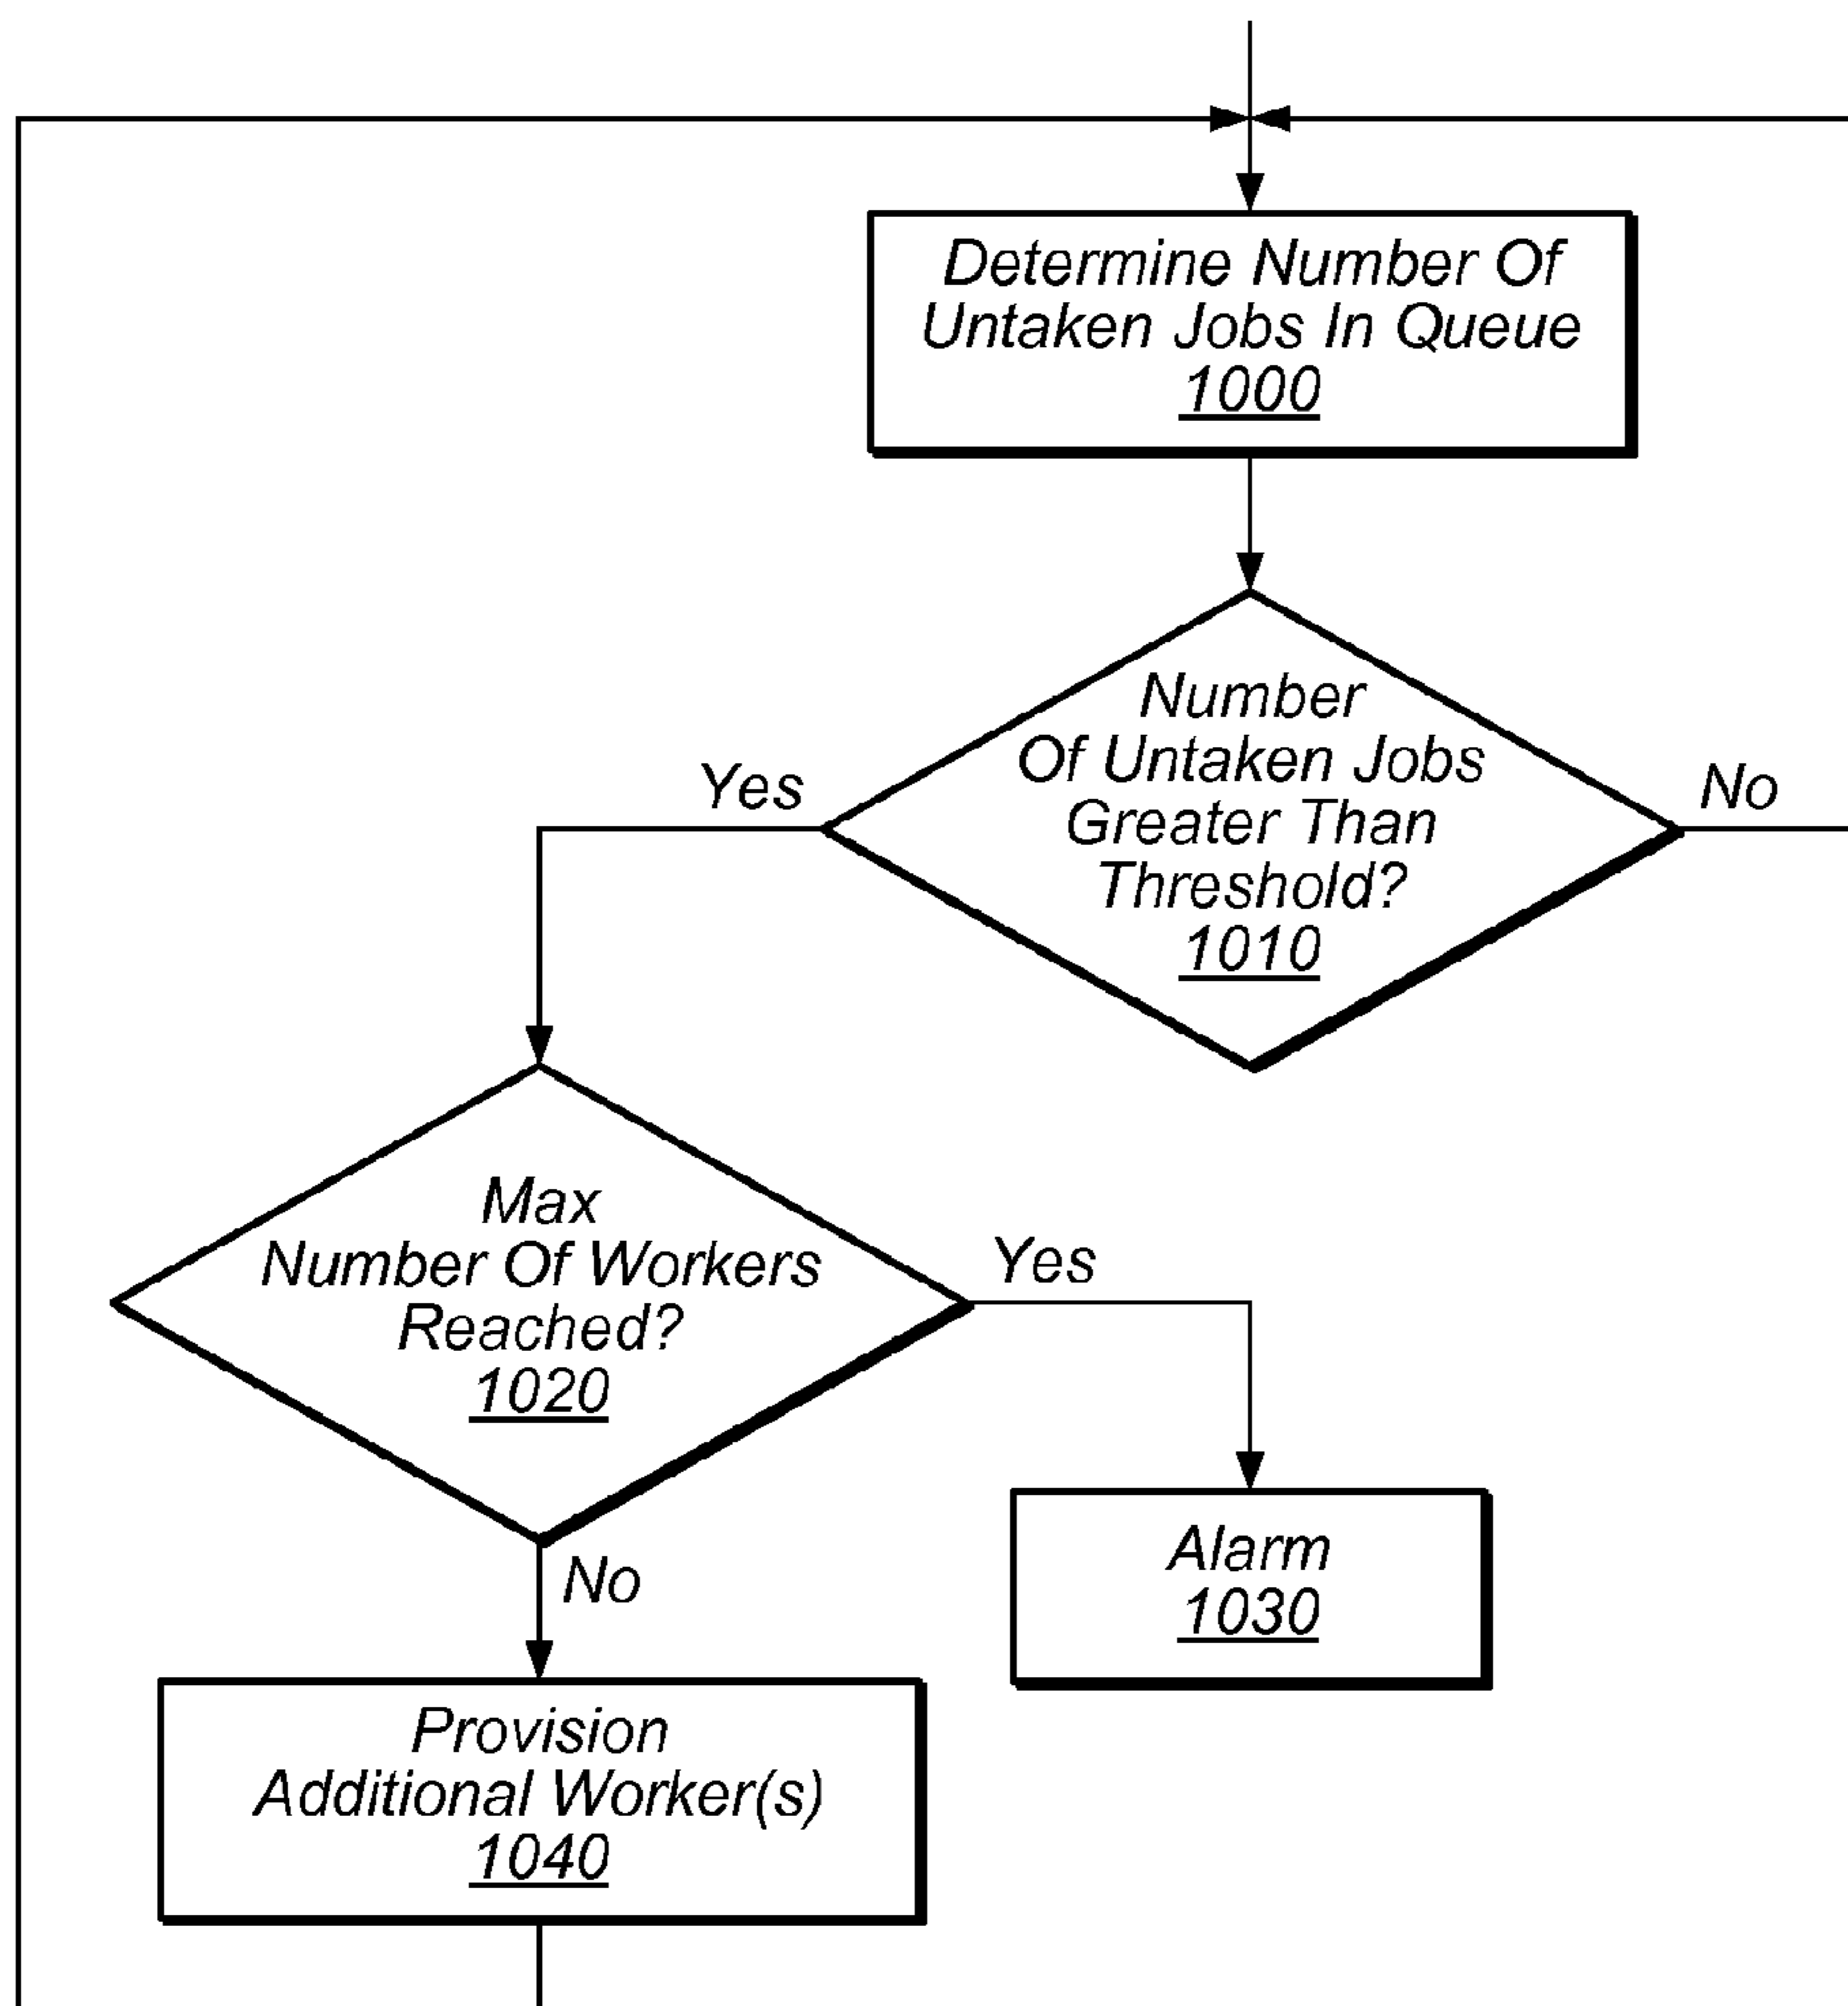 Determine Number Of
Untaken Jobs In Queue
1000
Number
Of Untaken Jobs
Greater Than
Threshold?
1010
Yes
No
Max
Number Of Workers
Reached?
1020
Yes
No
Alarm
1030
Provision
Additional Worker(s)
1040